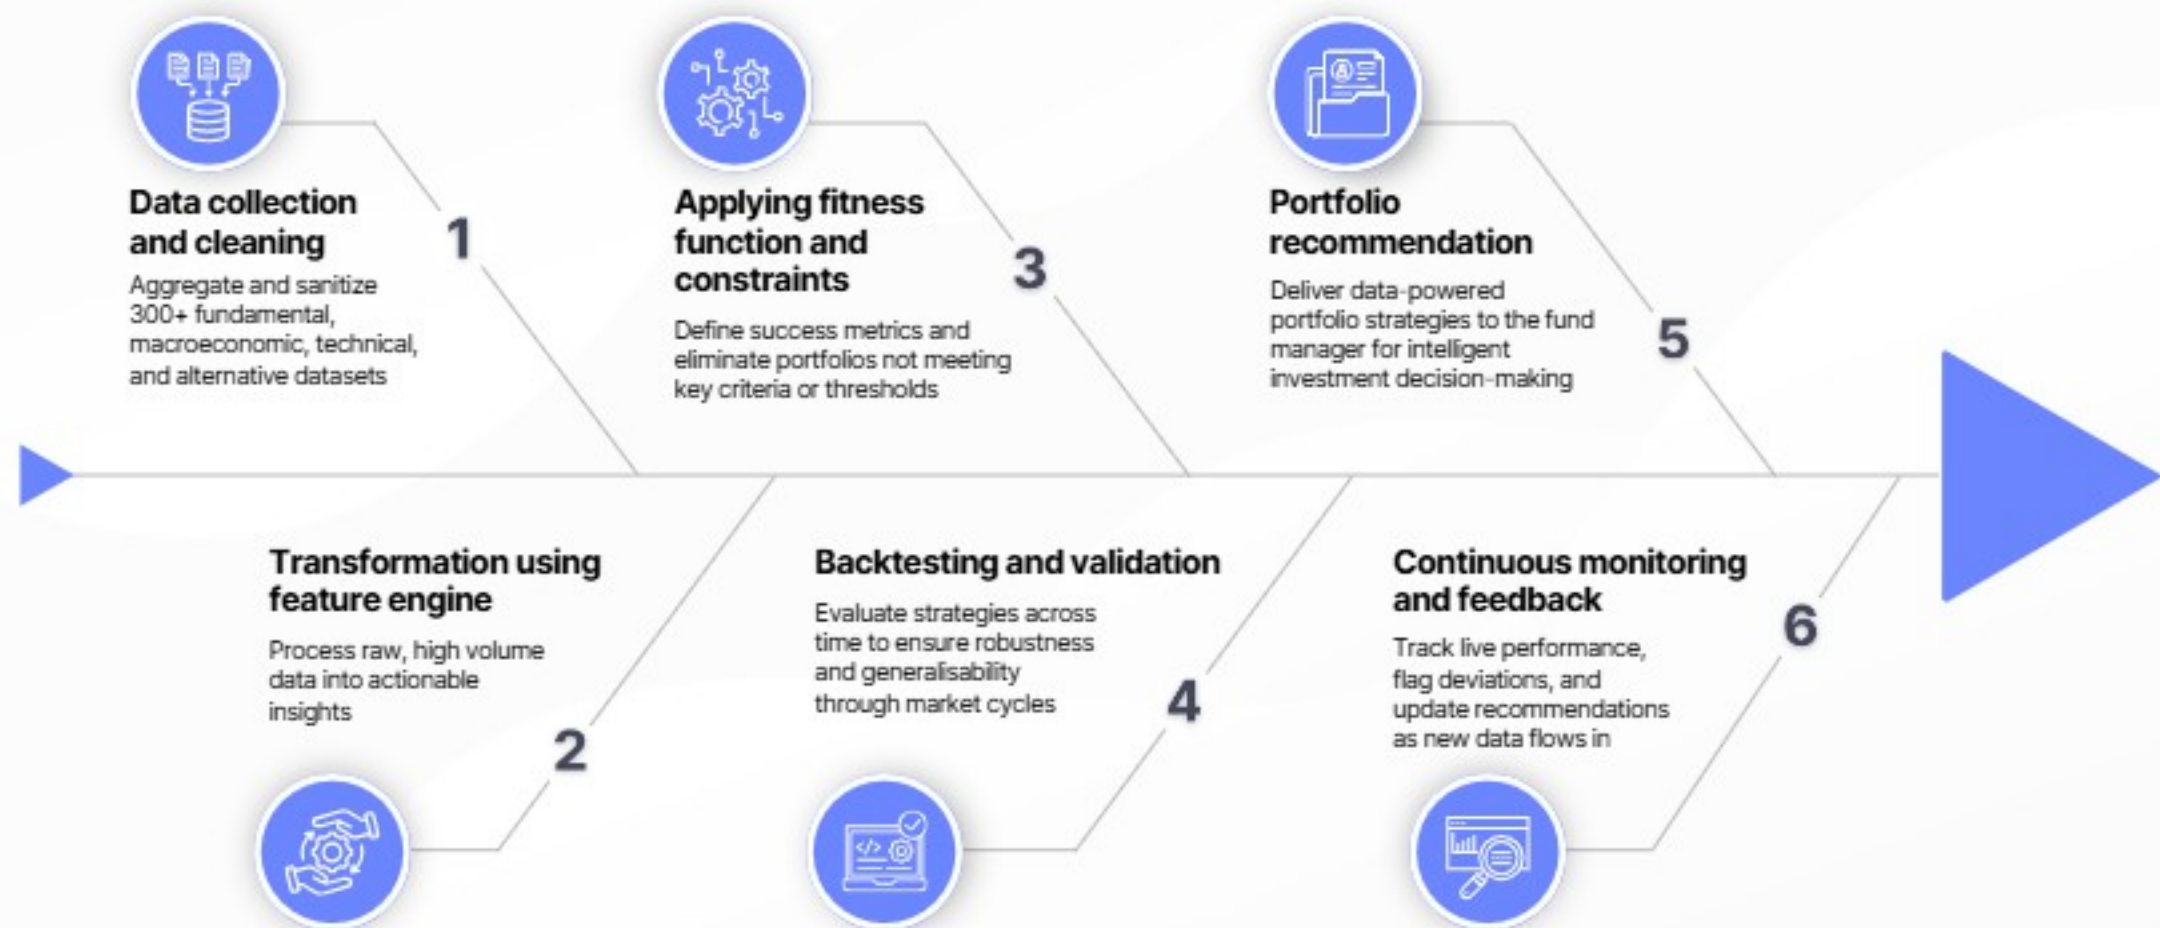 Data collection
and cleaning
Aggregate and sanitize
300+ fundamental,
macroeconomic, technical,
and alternative datasets
1
Transformation using
feature engine
Process raw, high volume
data into actionable
insights
2
Applying fitness
function and
constraints
Define success metrics and
eliminate portfolios not meeting
key criteria or thresholds
3
Backtesting and validation
Evaluate strategies across
time to ensure robustness
and generalisability
through market cycles
4
Portfolio
recommendation
Deliver data-powered
portfolio strategies to the fund
manager for intelligent
investment decision-making
5
Continuous monitoring
and feedback
Track live performance,
flag deviations, and
update recommendations
as new data flows in
6